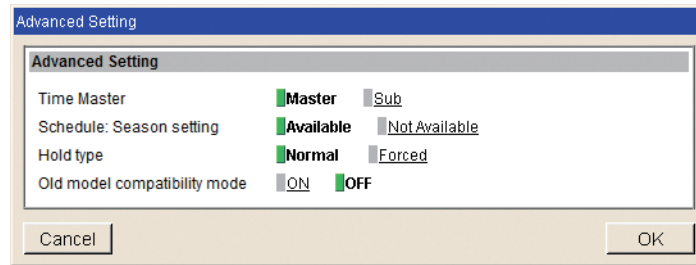 Advanced Setting
Advanced Setting
Time Master Master Sub
Schedule: Season setting Available Not Available
Hold type Normal Forced
Old model compatibility mode ON OFF
Cancel OK